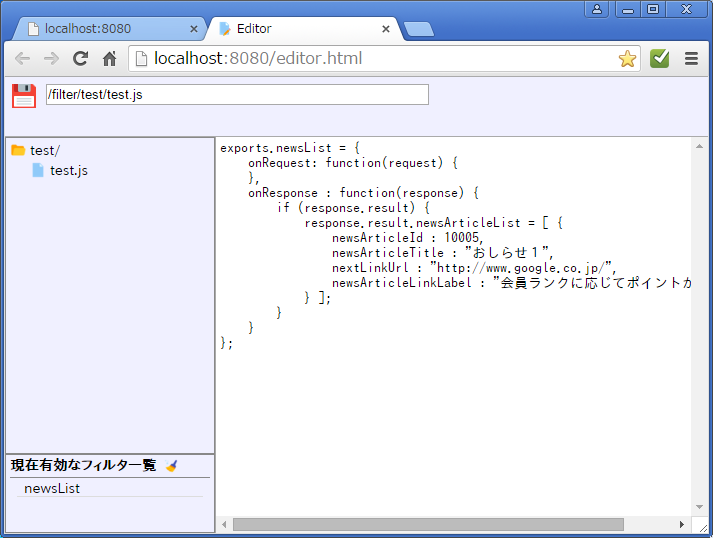 localhost:8080
Editor
localhost:8080/editor.html
/filter/test/test.js
test/
test.js
exports.newsList = {
    onRequest: function(request) {
    },
    onResponse : function(response) {
        if (response.result) {
            response.result.newsArticleList = [ {
                newsArticleId : 10005,
                newsArticleTitle : "おしらせ１",
                nextLinkUrl : "http://www.google.co.jp/",
                newsArticleLinkLabel : "会員ランクに応じてポイントが
            } ];
        }
    }
};
現在有効なフィルター覧
newsList